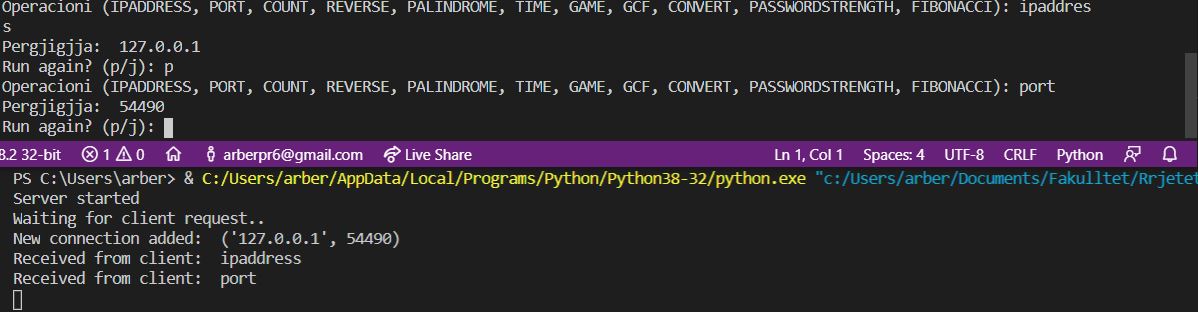 Operacioni (IPADDRESS, PORT, COUNT, REVERSE, PALINDROME, TIME, GAME, GCF, CONVERT, PASSWORDSTRENGTH, FIBONACCI): ipaddres
s
Pergjigjja:  127.0.0.1
Run again? (p/j): p
Operacioni (IPADDRESS, PORT, COUNT, REVERSE, PALINDROME, TIME, GAME, GCF, CONVERT, PASSWORDSTRENGTH, FIBONACCI): port
Pergjigjja:  54490
Run again? (p/j):
8.2 32-bit 1 0 arberpr6@gmail.com Live Share Ln 1, Col 1 Spaces: 4 UTF-8 CRLF Python
PS C:\Users\arber> & C:/Users/arber/AppData/Local/Programs/Python/Python38-32/python.exe "c:/Users/arber/Documents/Fakulltet/Rrjetet
Server started
Waiting for client request..
New connection added:  ('127.0.0.1', 54490)
Received from client:  ipaddress
Received from client:  port